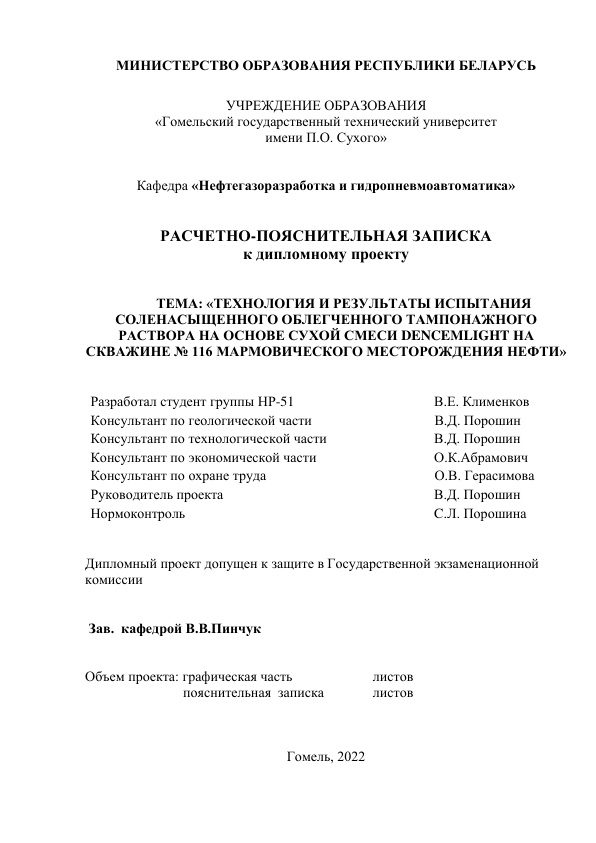 МИНИСТЕРСТВО ОБРАЗОВАНИЯ РЕСПУБЛИКИ БЕЛАРУСЬ
УЧРЕЖДЕНИЕ ОБРАЗОВАНИЯ
«Гомельский государственный технический университет
имени П.О. Сухого»
Кафедра «Нефтегазоразработка и гидропневмоавтоматика»
РАСЧЕТНО-ПОЯСНИТЕЛЬНАЯ ЗАПИСКА
к дипломному проекту
ТЕМА: «ТЕХНОЛОГИЯ И РЕЗУЛЬТАТЫ ИСПЫТАНИЯ
СОЛЕНАСЫЩЕННОГО ОБЛЕГЧЕННОГО ТАМПОНАЖНОГО
РАСТВОРА НА ОСНОВЕ СУХОЙ СМЕСИ DENCEMLIGHT НА
СКВАЖИНЕ № 116 МАРМОВИЧЕСКОГО МЕСТОРОЖДЕНИЯ НЕФТИ»
Разработал студент группы НР-51 В.Е. Клименков
Консультант по геологической части В.Д. Порошин
Консультант по технологической части В.Д. Порошин
Консультант по экономической части О.К.Абрамович
Консультант по охране труда О.В. Герасимова
Руководитель проекта В.Д. Порошин
Нормоконтроль С.Л. Порошина
Дипломный проект допущен к защите в Государственной экзаменационной
комиссии
Зав. кафедрой В.В.Пинчук
Объем проекта: графическая часть листов
пояснительная записка листов
Гомель, 2022